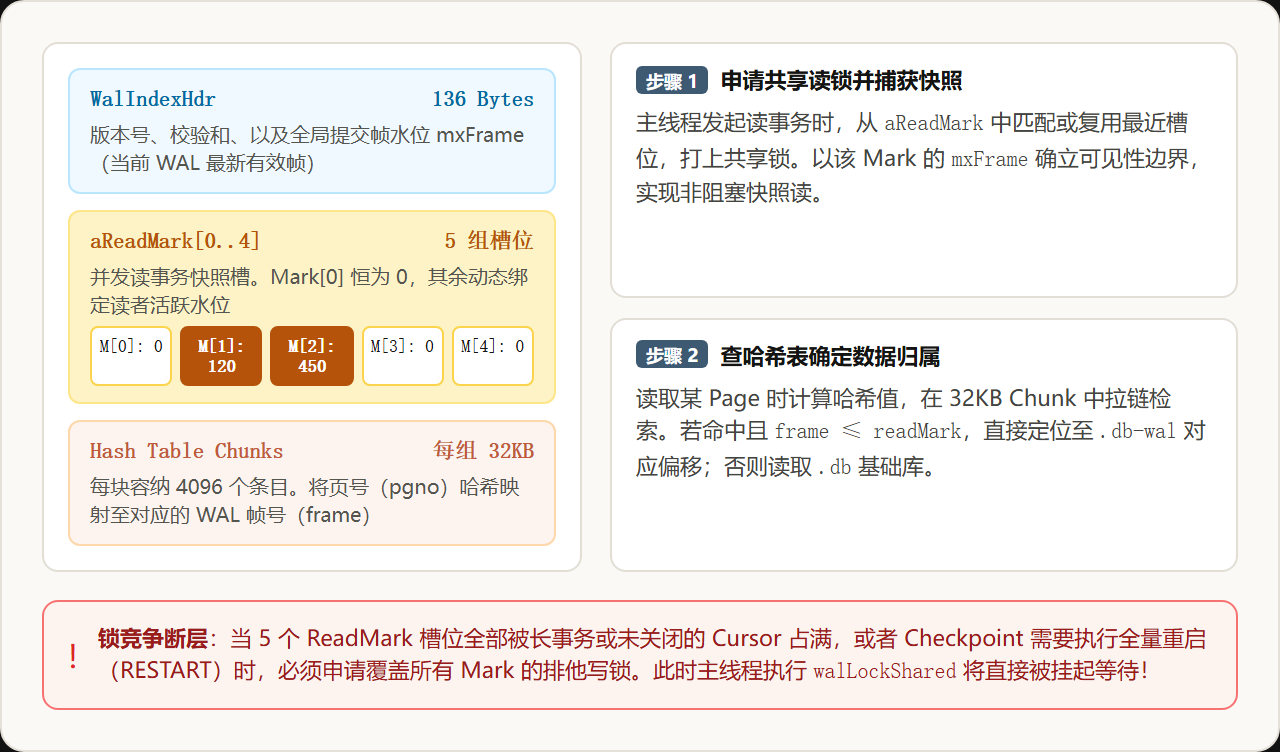 WalIndexHdr 136 Bytes
版本号、校验和、以及全局提交帧水位 mxFrame
（当前 WAL 最新有效帧）
aReadMark[0..4] 5 组槽位
并发读事务快照槽。Mark[0] 恒为 0，其余动态绑
定读者活跃水位
M[0]: 0
M[1]:
120
M[2]:
450
M[3]: 0
M[4]: 0
Hash Table Chunks 每组 32KB
每块容纳 4096 个条目。将页号（pgno）哈希映
射至对应的 WAL 帧号（frame）
步骤 1 申请共享读锁并捕获快照
主线程发起读事务时，从 aReadMark 中匹配或复用最近槽
位，打上共享锁。以该 Mark 的 mxFrame 确立可见性边界，
实现非阻塞快照读。
步骤 2 查哈希表确定数据归属
读取某 Page 时计算哈希值，在 32KB Chunk 中拉链检
索。若命中且 frame ≤ readMark，直接定位至 .db-wal 对
应偏移；否则读取 .db 基础库。
! 锁竞争断层：当 5 个 ReadMark 槽位全部被长事务或未关闭的 Cursor 占满，或者 Checkpoint 需要执行全量重启
（RESTART）时，必须申请覆盖所有 Mark 的排他写锁。此时主线程执行 walLockShared 将直接被挂起等待！